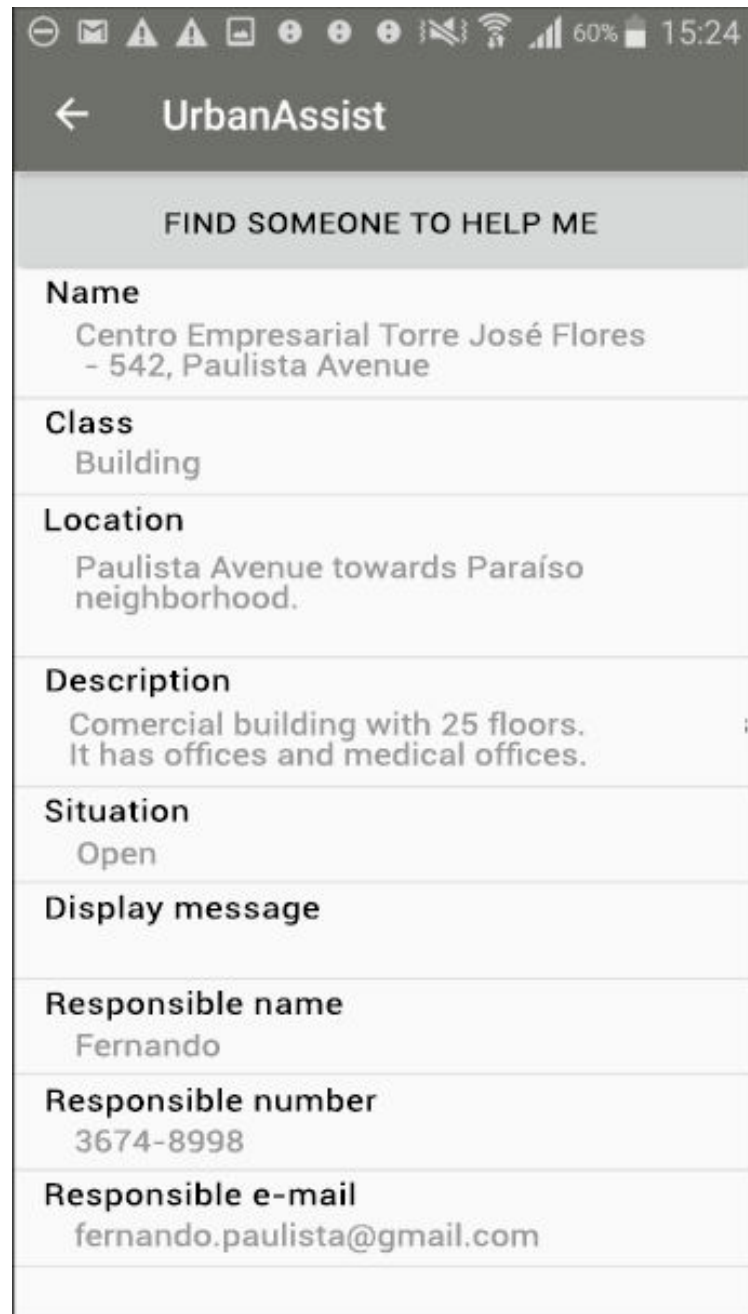 60% 15:24
UrbanAssist
FIND SOMEONE TO HELP ME
Name
Centro Empresarial Torre José Flores
- 542, Paulista Avenue
Class
Building
Location
Paulista Avenue towards Paraíso
neighborhood.
Description
Comercial building with 25 floors.
It has offices and medical offices.
Situation
Open
Display message
Responsible name
Fernando
Responsible number
3674-8998
Responsible e-mail
fernando.paulista@gmail.com